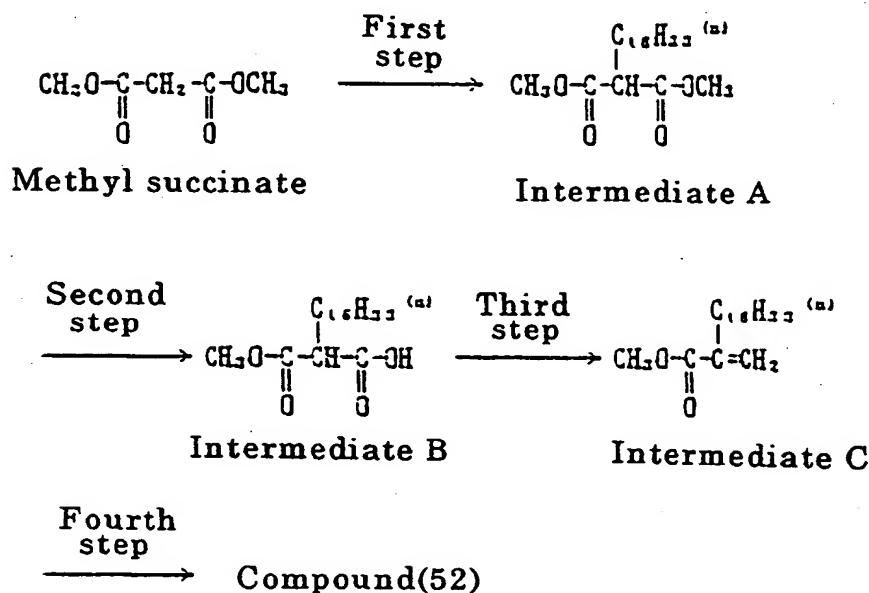 First
step
C₁₆H₃₃ ⁽ⁿ⁾
CH₃O-C-CH₂-C-OCH₃
CH₃O-C-CH-C-OCH₃
O O
O O
Methyl succinate
Intermediate A
Second
step
C₁₆H₃₃ ⁽ⁿ⁾
Third
step
C₁₆H₃₃ ⁽ⁿ⁾
CH₃O-C-CH-C-OH
CH₃O-C-C=CH₂
O O
O
Intermediate B
Intermediate C
Fourth
step
Compound(52)